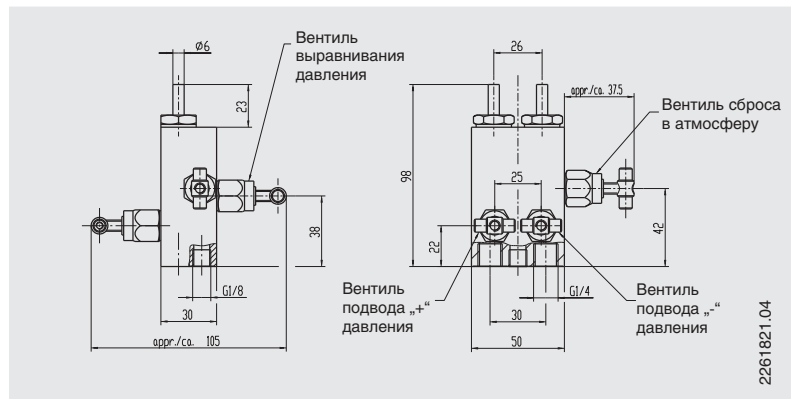 Ø6
Вентиль
выравнивания
давления
23
38
G1/8
30
appr./ca. 105
26
appr./ca. 37.5
Вентиль сброса
в атмосферу
98
25
22
42
G1/4
Вентиль
подвода „+“
давления
30
50
Вентиль
подвода „-“
давления
2261821.04